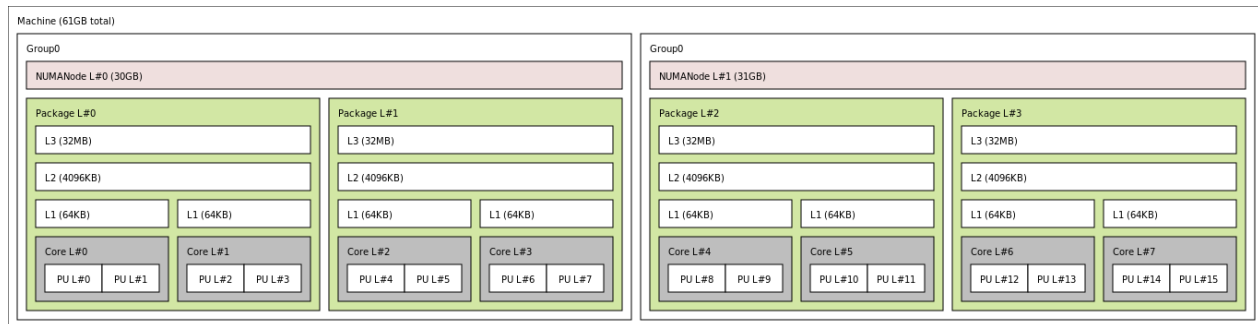 Machine (61GB total)
Group0
NUMANode L#0 (30GB)
Package L#0
L3 (32MB)
L2 (4096KB)
L1 (64KB)
L1 (64KB)
Core L#0
PU L#0
PU L#1
Core L#1
PU L#2
PU L#3
Package L#1
L3 (32MB)
L2 (4096KB)
L1 (64KB)
L1 (64KB)
Core L#2
PU L#4
PU L#5
Core L#3
PU L#6
PU L#7
Group0
NUMANode L#1 (31GB)
Package L#2
L3 (32MB)
L2 (4096KB)
L1 (64KB)
L1 (64KB)
Core L#4
PU L#8
PU L#9
Core L#5
PU L#10
PU L#11
Package L#3
L3 (32MB)
L2 (4096KB)
L1 (64KB)
L1 (64KB)
Core L#6
PU L#12
PU L#13
Core L#7
PU L#14
PU L#15